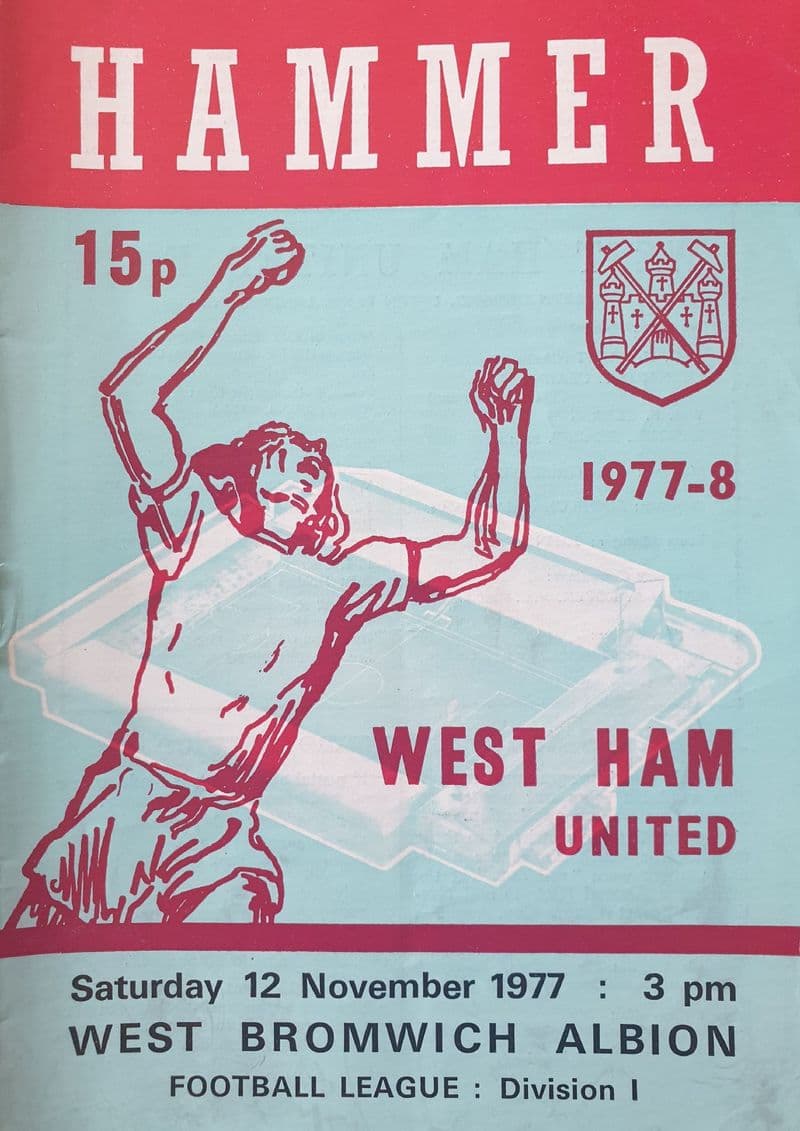 HAMMER
15p
1977-8
WEST HAM
UNITED
Saturday 12 November 1977 : 3 pm
WEST BROMWICH ALBION
FOOTBALL LEAGUE : Division I